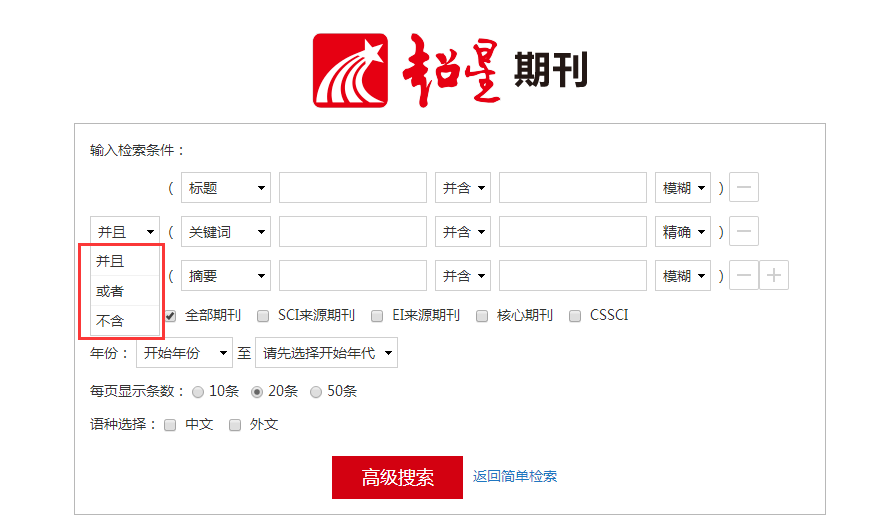 超星 期刊
输入检索条件：
( 标题 并含 模糊 )
并且 ( 关键词 并含 精确 )
并且
或者
不含
( 摘要 并含 模糊 )
全部期刊 SCI来源期刊 EI来源期刊 核心期刊 CSSCI
年份： 开始年份 至 请先选择开始年代
每页显示条数： 10条 20条 50条
语种选择： 中文 外文
高级搜索 返回简单检索